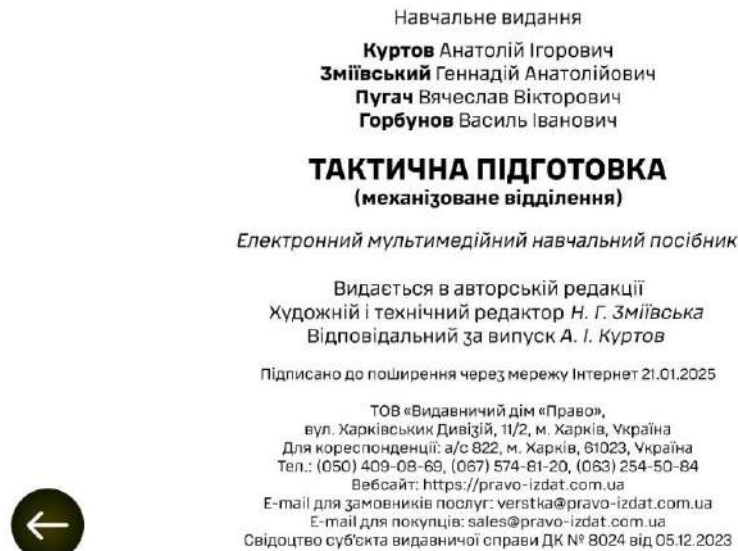 Навчальне видання
Куртов Анатолій Ігорович
Зміївський Геннадій Анатолійович
Пугач Вячеслав Вікторович
Горбунов Василь Іванович
ТАКТИЧНА ПІДГОТОВКА
(механізоване відділення)
Електронний мультимедійний навчальний посібник
Видається в авторській редакції
Художній і технічний редактор Н. Г. Зміївська
Відповідальний за випуск А. І. Куртов
Підписано до поширення через мережу Інтернет 21.01.2025
ТОВ «Видавничий дім «Право»,
вул. Харківських Дивізій, 11/2, м. Харків, Україна
Для кореспонденції: а/с 822, м. Харків, 61023, Україна
Тел.: (050) 409-08-69, (067) 574-81-20, (063) 254-50-84
Вебсайт: https://pravo-izdat.com.ua
E-mail для замовників послуг: verstka@pravo-izdat.com.ua
E-mail для покупців: sales@pravo-izdat.com.ua
Свідоцтво суб'єкта видавничої справи ДК № 8024 від 05.12.2023